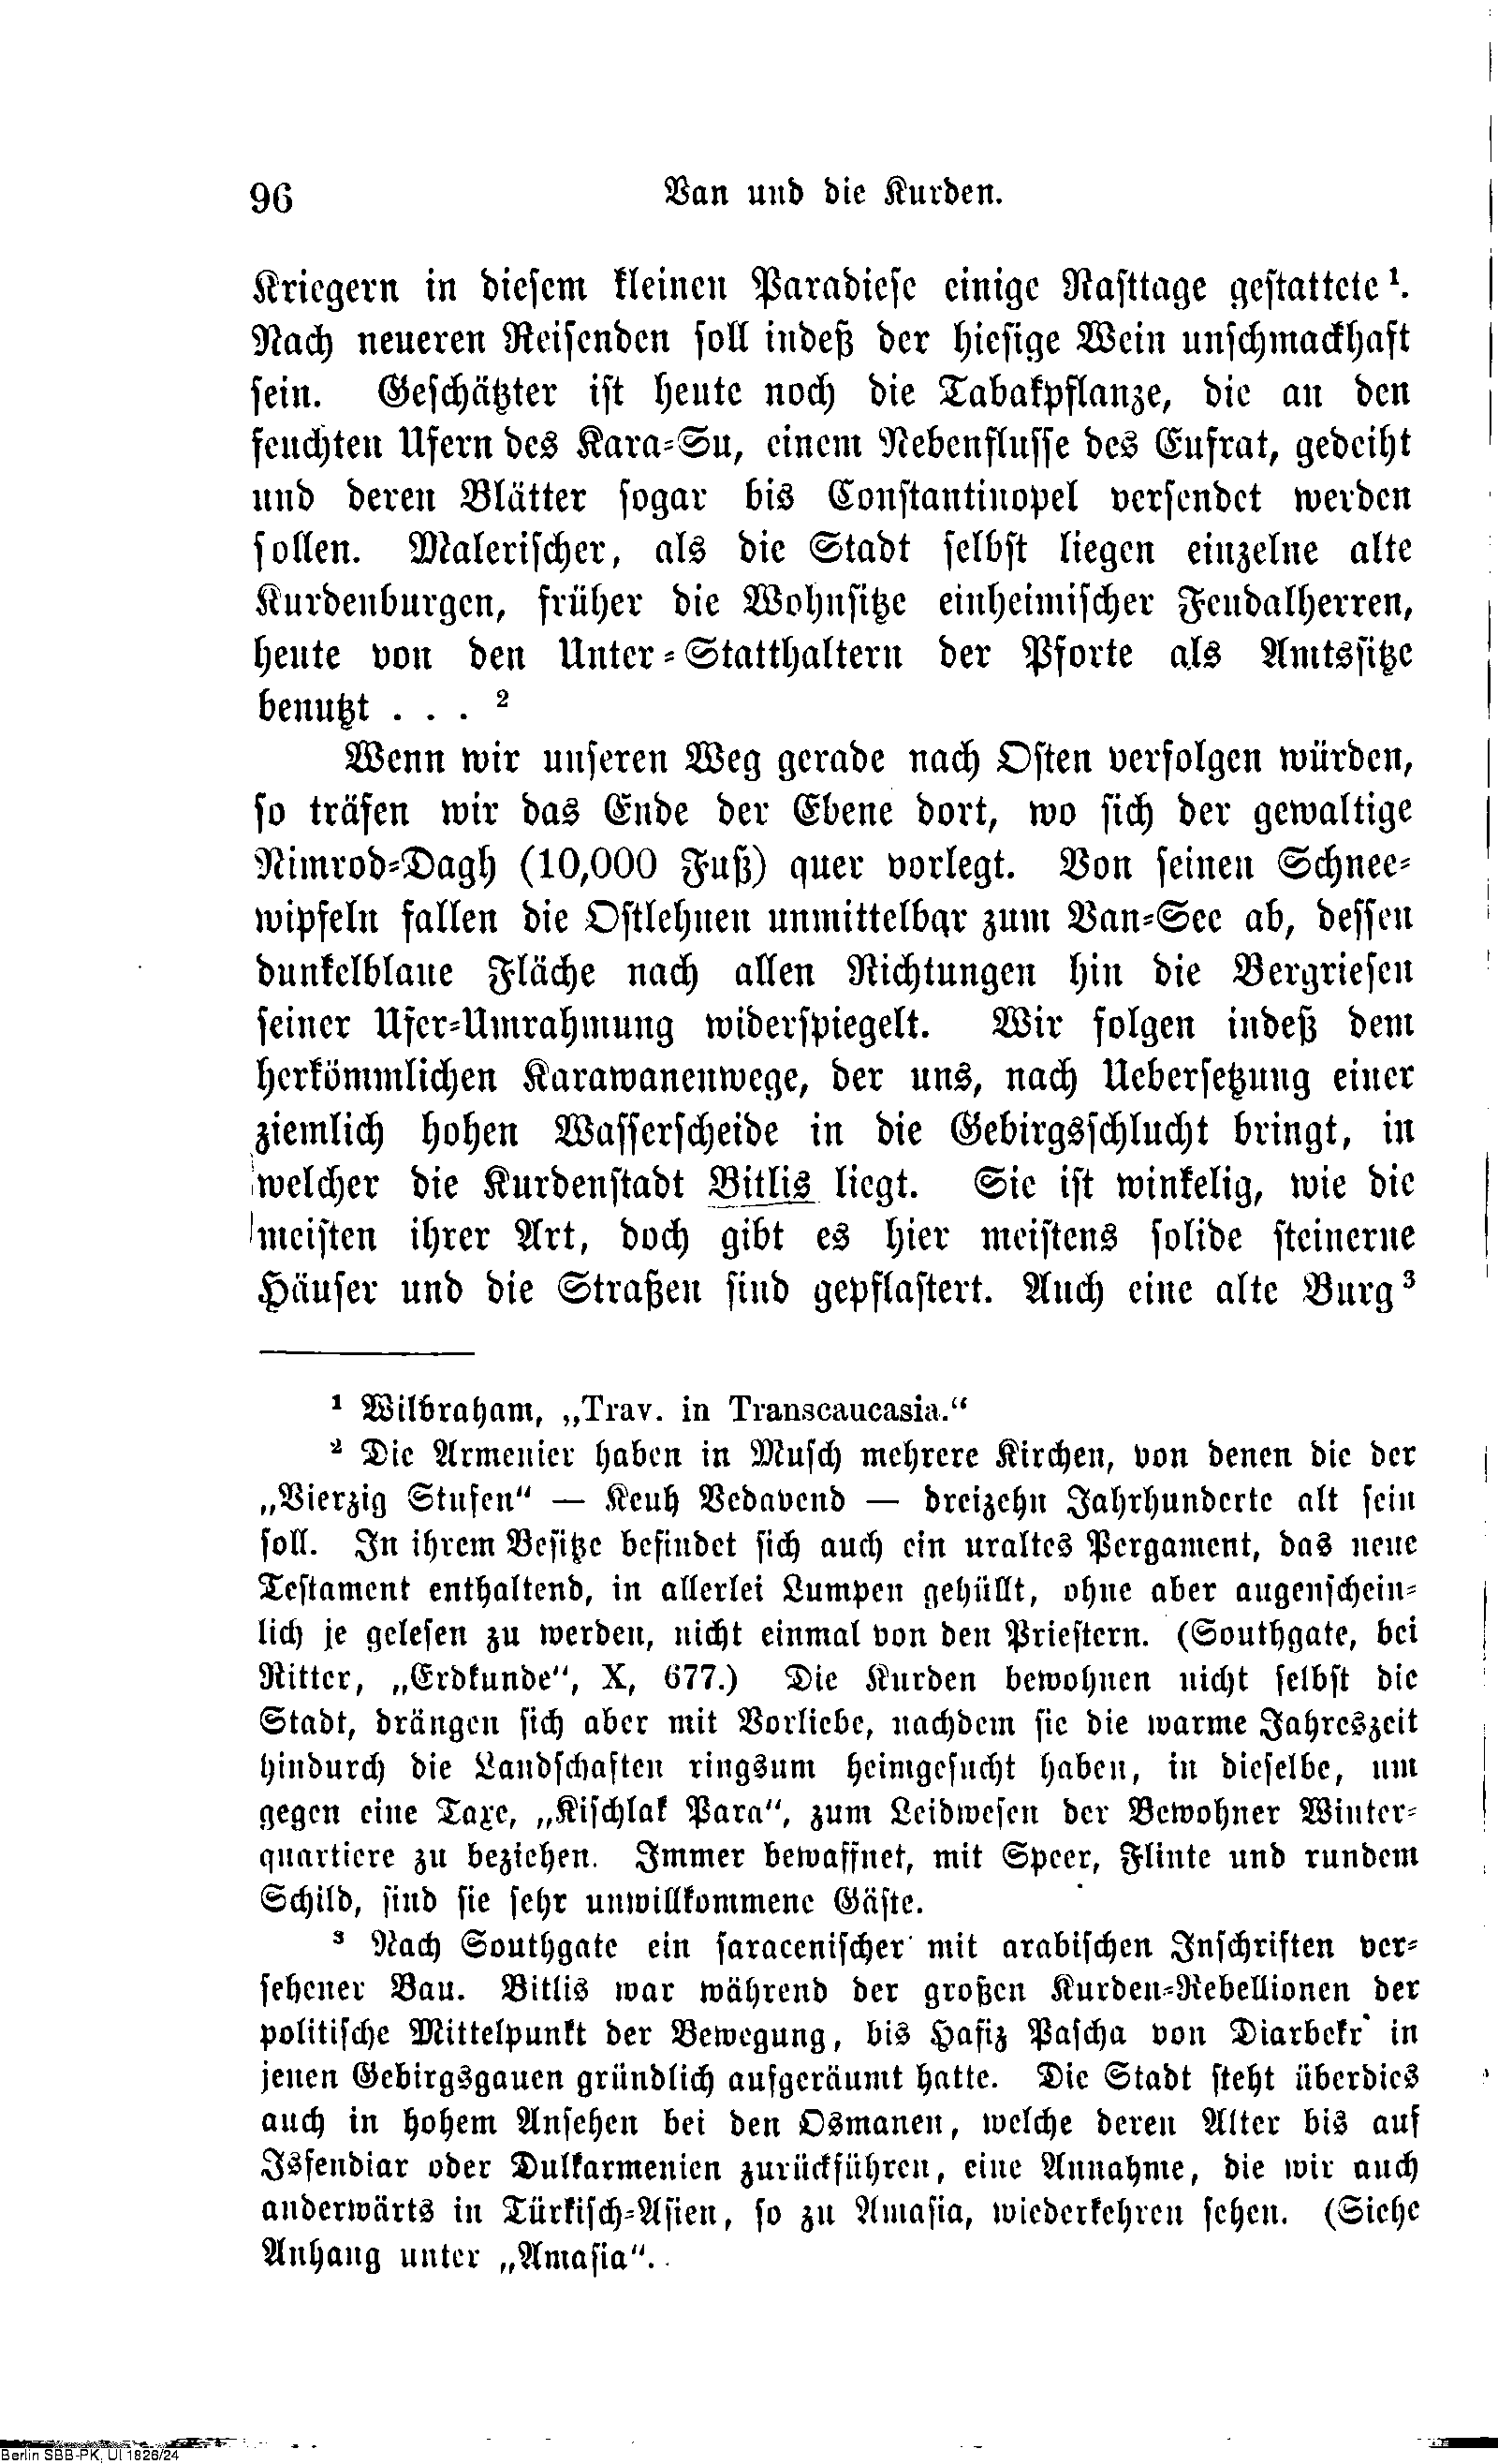 96
Van und die Kurden.
Kriegern in diesem kleinen Paradiese einige Rasttage gestattete¹.
Nach neueren Reisenden soll indeß der hiesige Wein unschmackhaft
sein. Geschätzter ist heute noch die Tabakpflanze, die an den
feuchten Ufern des Kara-Su, einem Nebenflusse des Eufrat, gedeiht
und deren Blätter sogar bis Constantinopel versendet werden
sollen. Malerischer, als die Stadt selbst liegen einzelne alte
Kurdenburgen, früher die Wohnsitze einheimischer Feudalherren,
heute von den Unter-Statthaltern der Pforte als Amtssitze
benutzt . . . ²
Wenn wir unseren Weg gerade nach Osten verfolgen würden,
so träfen wir das Ende der Ebene dort, wo sich der gewaltige
Nimrod-Dagh (10,000 Fuß) quer vorlegt. Von seinen Schnee-
wipfeln fallen die Ostlehnen unmittelbar zum Van-See ab, dessen
dunkelblaue Fläche nach allen Richtungen hin die Bergriesen
seiner Ufer-Umrahmung widerspiegelt. Wir folgen indeß dem
herkömmlichen Karawanenwege, der uns, nach Uebersetzung einer
ziemlich hohen Wasserscheide in die Gebirgsschlucht bringt, in
welcher die Kurdenstadt Bitlis liegt. Sie ist winkelig, wie die
meisten ihrer Art, doch gibt es hier meistens solide steinerne
Häuser und die Straßen sind gepflastert. Auch eine alte Burg³
¹ Wilbraham, „Trav. in Transcaucasia.“
² Die Armenier haben in Musch mehrere Kirchen, von denen die der
„Vierzig Stufen“ — Keuh Vedavend — dreizehn Jahrhunderte alt sein
soll. In ihrem Besitze befindet sich auch ein uraltes Pergament, das neue
Testament enthaltend, in allerlei Lumpen gehüllt, ohne aber augenschein-
lich je gelesen zu werden, nicht einmal von den Priestern. (Southgate, bei
Ritter, „Erdkunde“, X, 677.) Die Kurden bewohnen nicht selbst die
Stadt, drängen sich aber mit Vorliebe, nachdem sie die warme Jahreszeit
hindurch die Landschaften ringsum heimgesucht haben, in dieselbe, um
gegen eine Taxe, „Kischlak Para“, zum Leidwesen der Bewohner Winter-
quartiere zu beziehen. Immer bewaffnet, mit Speer, Flinte und rundem
Schild, sind sie sehr unwillkommene Gäste.
³ Nach Southgate ein saracenischer mit arabischen Inschriften ver-
sehener Bau. Bitlis war während der großen Kurden-Rebellionen der
politische Mittelpunkt der Bewegung, bis Hafiz Pascha von Diarbekr in
jenen Gebirgsgauen gründlich aufgeräumt hatte. Die Stadt steht überdies
auch in hohem Ansehen bei den Osmanen, welche deren Alter bis auf
Isfendiar oder Dulkarmenien zurückführen, eine Annahme, die wir auch
anderwärts in Türkisch-Asien, so zu Amasia, wiederkehren sehen. (Siehe
Anhang unter „Amasia“.
Berlin SBB-PK, UI 1826/24